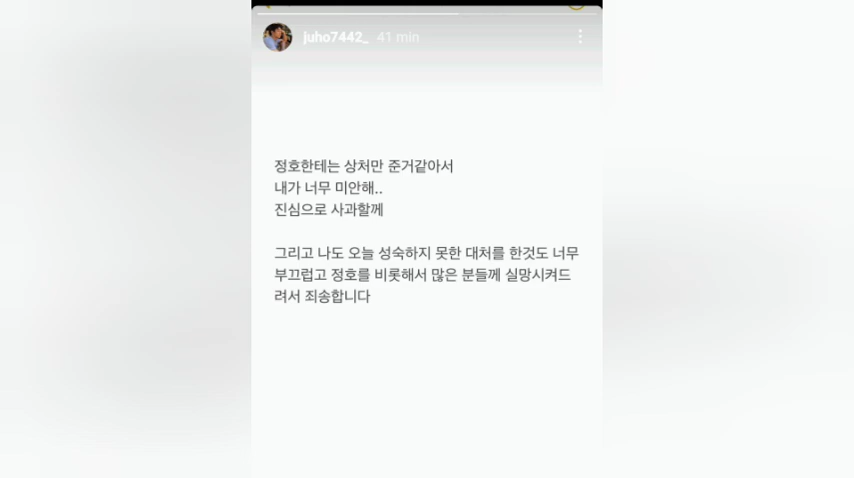 juho7442_ 41 min
정호한테는 상처만 준거같아서
내가 너무 미안해..
진심으로 사과할께
그리고 나도 오늘 성숙하지 못한 대처를 한것도 너무
부끄럽고 정호를 비롯해서 많은 분들께 실망시켜드
려서 죄송합니다